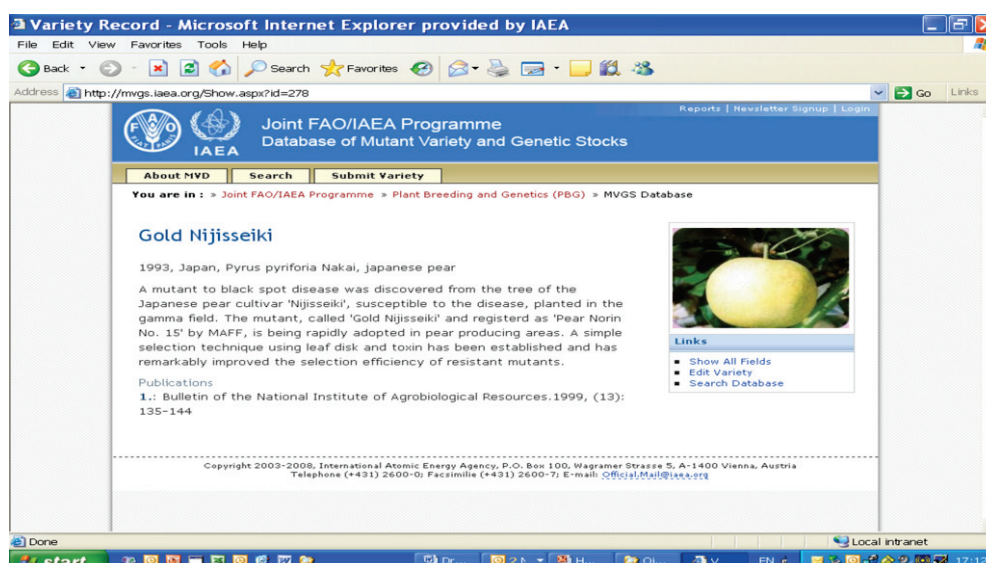 Variety Record - Microsoft Internet Explorer provided by IAEA
File Edit View Favorites Tools Help
Back Search Favorites
Address http://mvgs.iaea.org/Show.aspx?id=278 Go Links
Reports | Newsletter Signup | Login
Joint FAO/IAEA Programme
Database of Mutant Variety and Genetic Stocks
IAEA
About MVD Search Submit Variety
You are in : » Joint FAO/IAEA Programme » Plant Breeding and Genetics (PBG) » MVGS Database
Gold Nijisseiki
1993, Japan, Pyrus pyriforia Nakai, japanese pear
A mutant to black spot disease was discovered from the tree of the
Japanese pear cultivar 'Nijisseiki', susceptible to the disease, planted in the
gamma field. The mutant, called 'Gold Nijisseiki' and registerd as 'Pear Norin
No. 15' by MAFF, is being rapidly adopted in pear producing areas. A simple
selection technique using leaf disk and toxin has been established and has
remarkably improved the selection efficiency of resistant mutants.
Publications
1.: Bulletin of the National Institute of Agrobiological Resources.1999, (13):
135-144
Links
Show All Fields
Edit Variety
Search Database
Copyright 2003-2008, International Atomic Energy Agency, P.O. Box 100, Wagramer Strasse 5, A-1400 Vienna, Austria
Telephone (+431) 2600-0; Facsimilie (+431) 2600-7; E-mail: Official.Mail@iaea.org
Done Local intranet
start EN 17:12